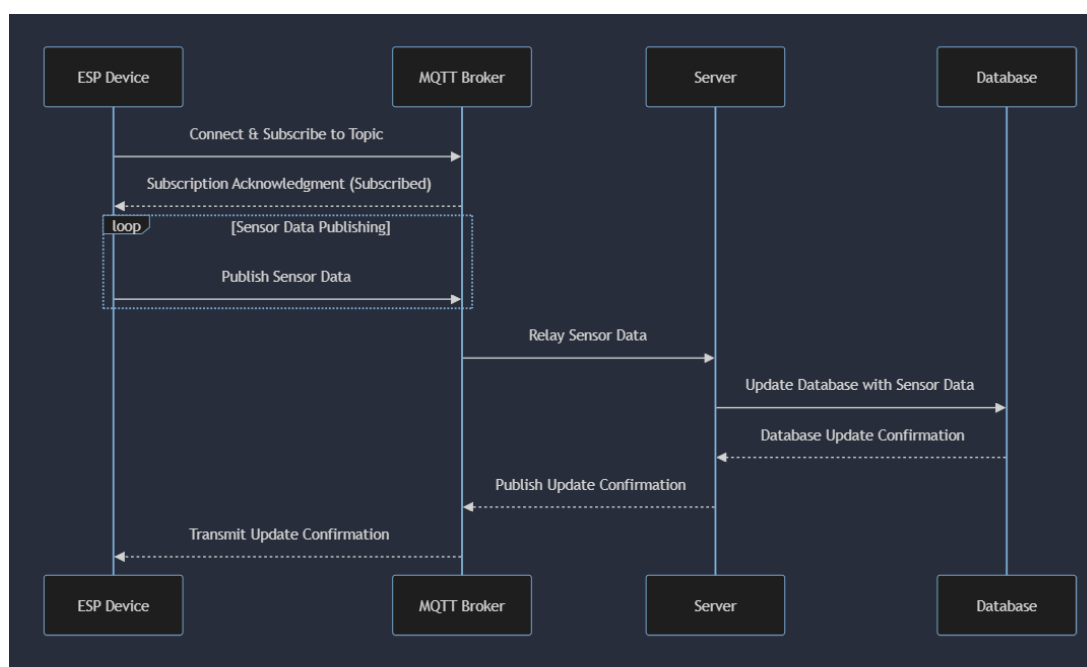 ESP Device
MQTT Broker
Server
Database
Connect & Subscribe to Topic
Subscription Acknowledgment (Subscribed)
loop
[Sensor Data Publishing]
Publish Sensor Data
Relay Sensor Data
Update Database with Sensor Data
Database Update Confirmation
Publish Update Confirmation
Transmit Update Confirmation
ESP Device
MQTT Broker
Server
Database